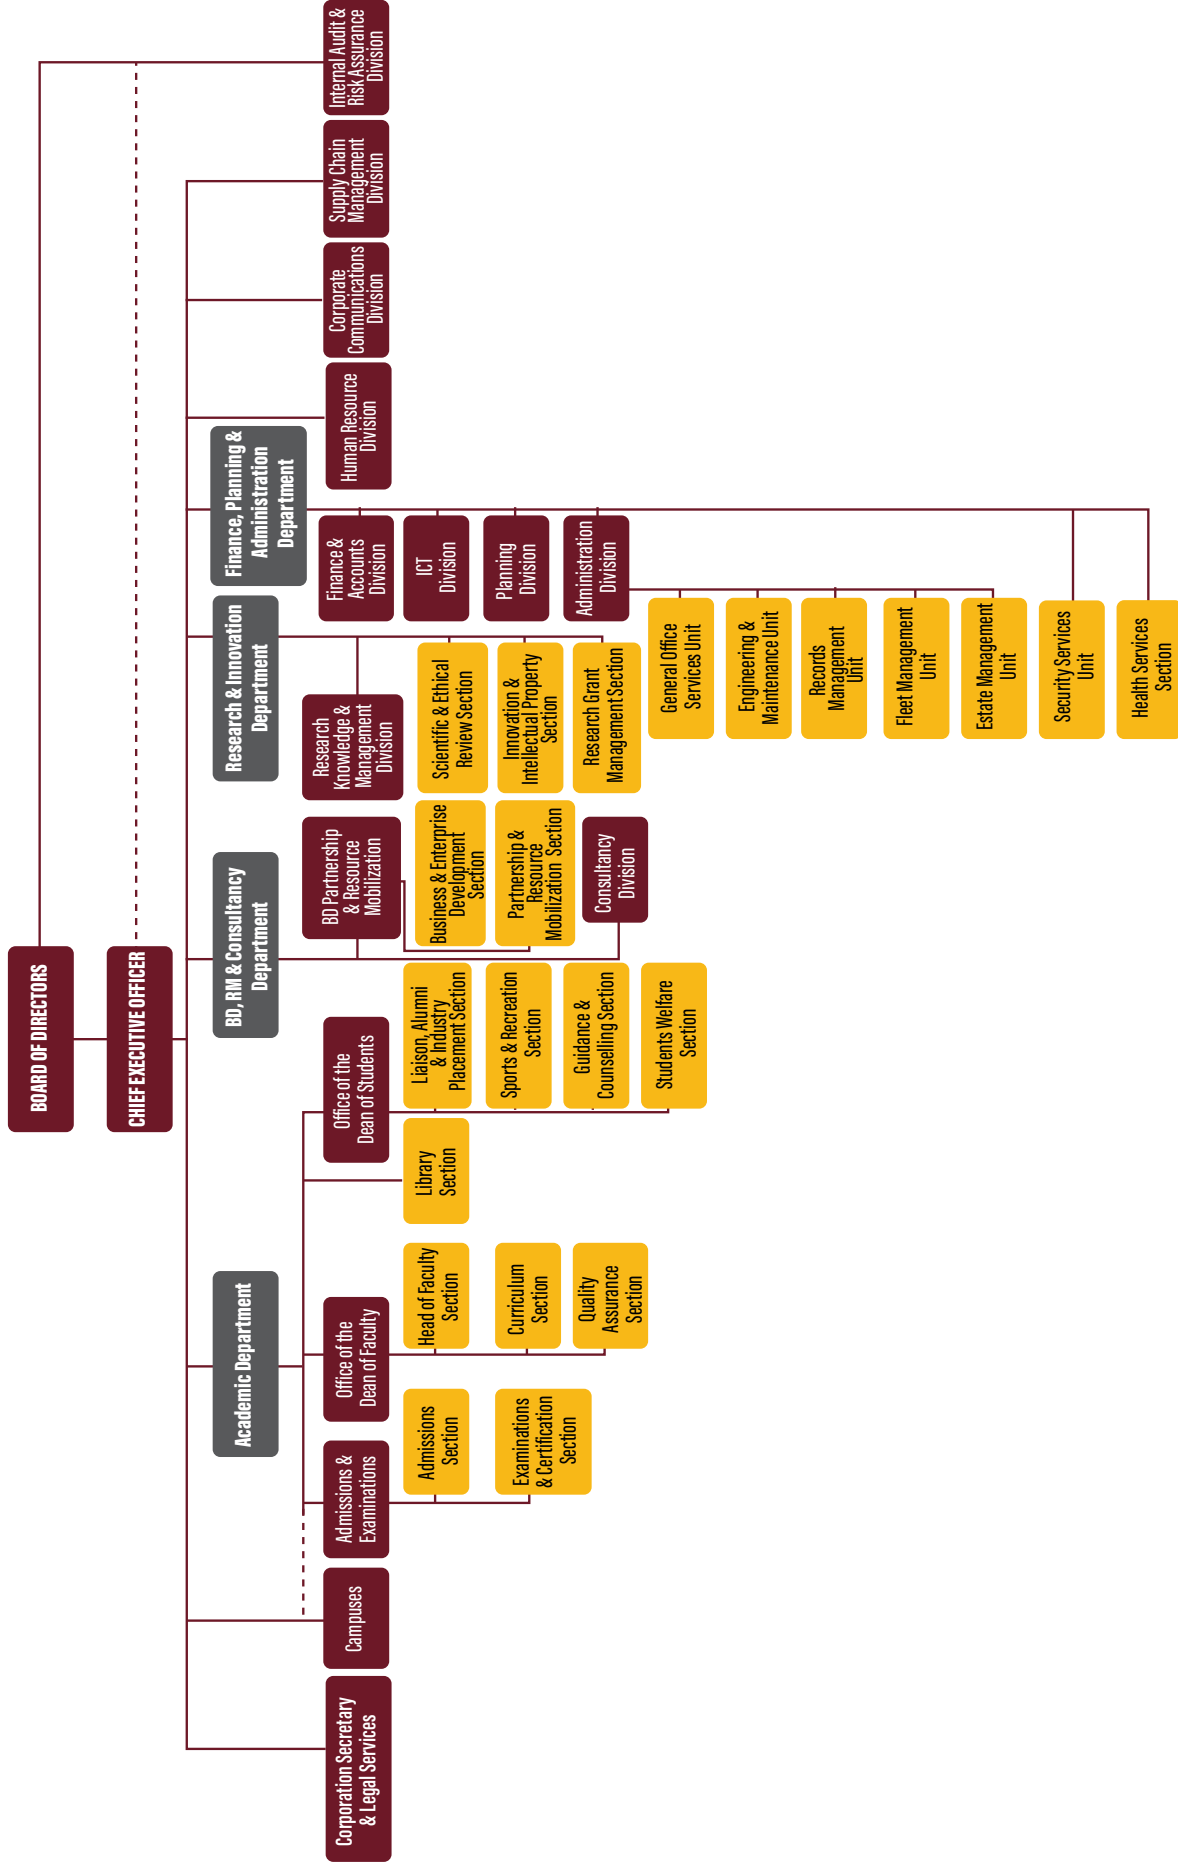 BOARD OF DIRECTORS
CHIEF EXECUTIVE OFFICER
Corporation Secretary
& Legal Services
Campuses
Academic Department
Admissions &
Examinations
Admissions
Section
Examinations
& Certification
Section
Office of the
Dean of Faculty
Head of Faculty
Section
Curriculum
Section
Quality
Assurance
Section
Library
Section
Office of the
Dean of Students
Liaison, Alumni
& Industry
Placement Section
Sports & Recreation
Section
Guidance &
Counselling Section
Students Welfare
Section
BD, RM & Consultancy
Department
BD Partnership
& Resource
Mobilization
Business & Enterprise
Development
Section
Partnership &
Resource
Mobilization Section
Consultancy
Division
Research & Innovation
Department
Research
Knowledge &
Management
Division
Scientific & Ethical
Review Section
Innovation &
Intellectual Property
Section
Research Grant
Management Section
Finance, Planning &
Administration
Department
Finance &
Accounts
Division
ICT
Division
Planning
Division
Administration
Division
General Office
Services Unit
Engineering &
Maintenance Unit
Records
Management
Unit
Fleet Management
Unit
Estate Management
Unit
Security Services
Unit
Health Services
Section
Human Resource
Division
Corporate
Communications
Division
Supply Chain
Management
Division
Internal Audit &
Risk Assurance
Division